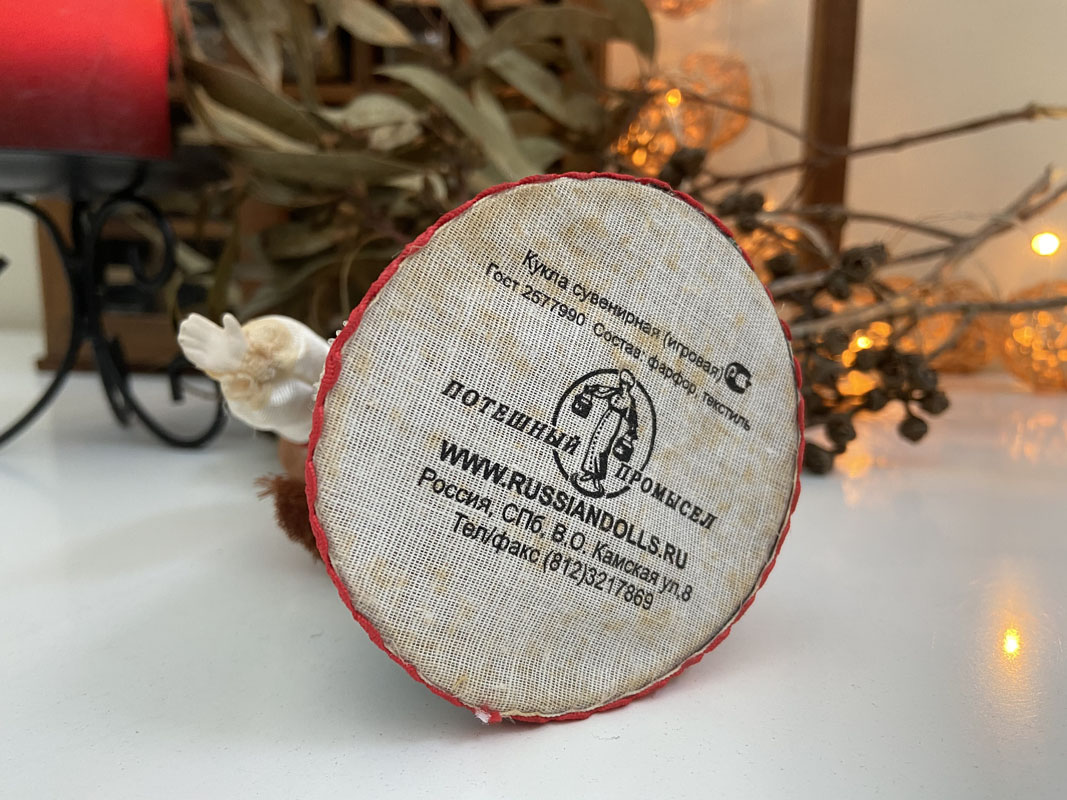 Кукла сувенирная (игровая)
Гост 2577990 Состав: фарфор, текстиль
ПОТЕШНЫЙ ПРОМЫСЕЛ
WWW.RUSSIANDOLLS.RU
Россия, СПб, В.О. Камская ул,8
Тел/факс (812)3217869